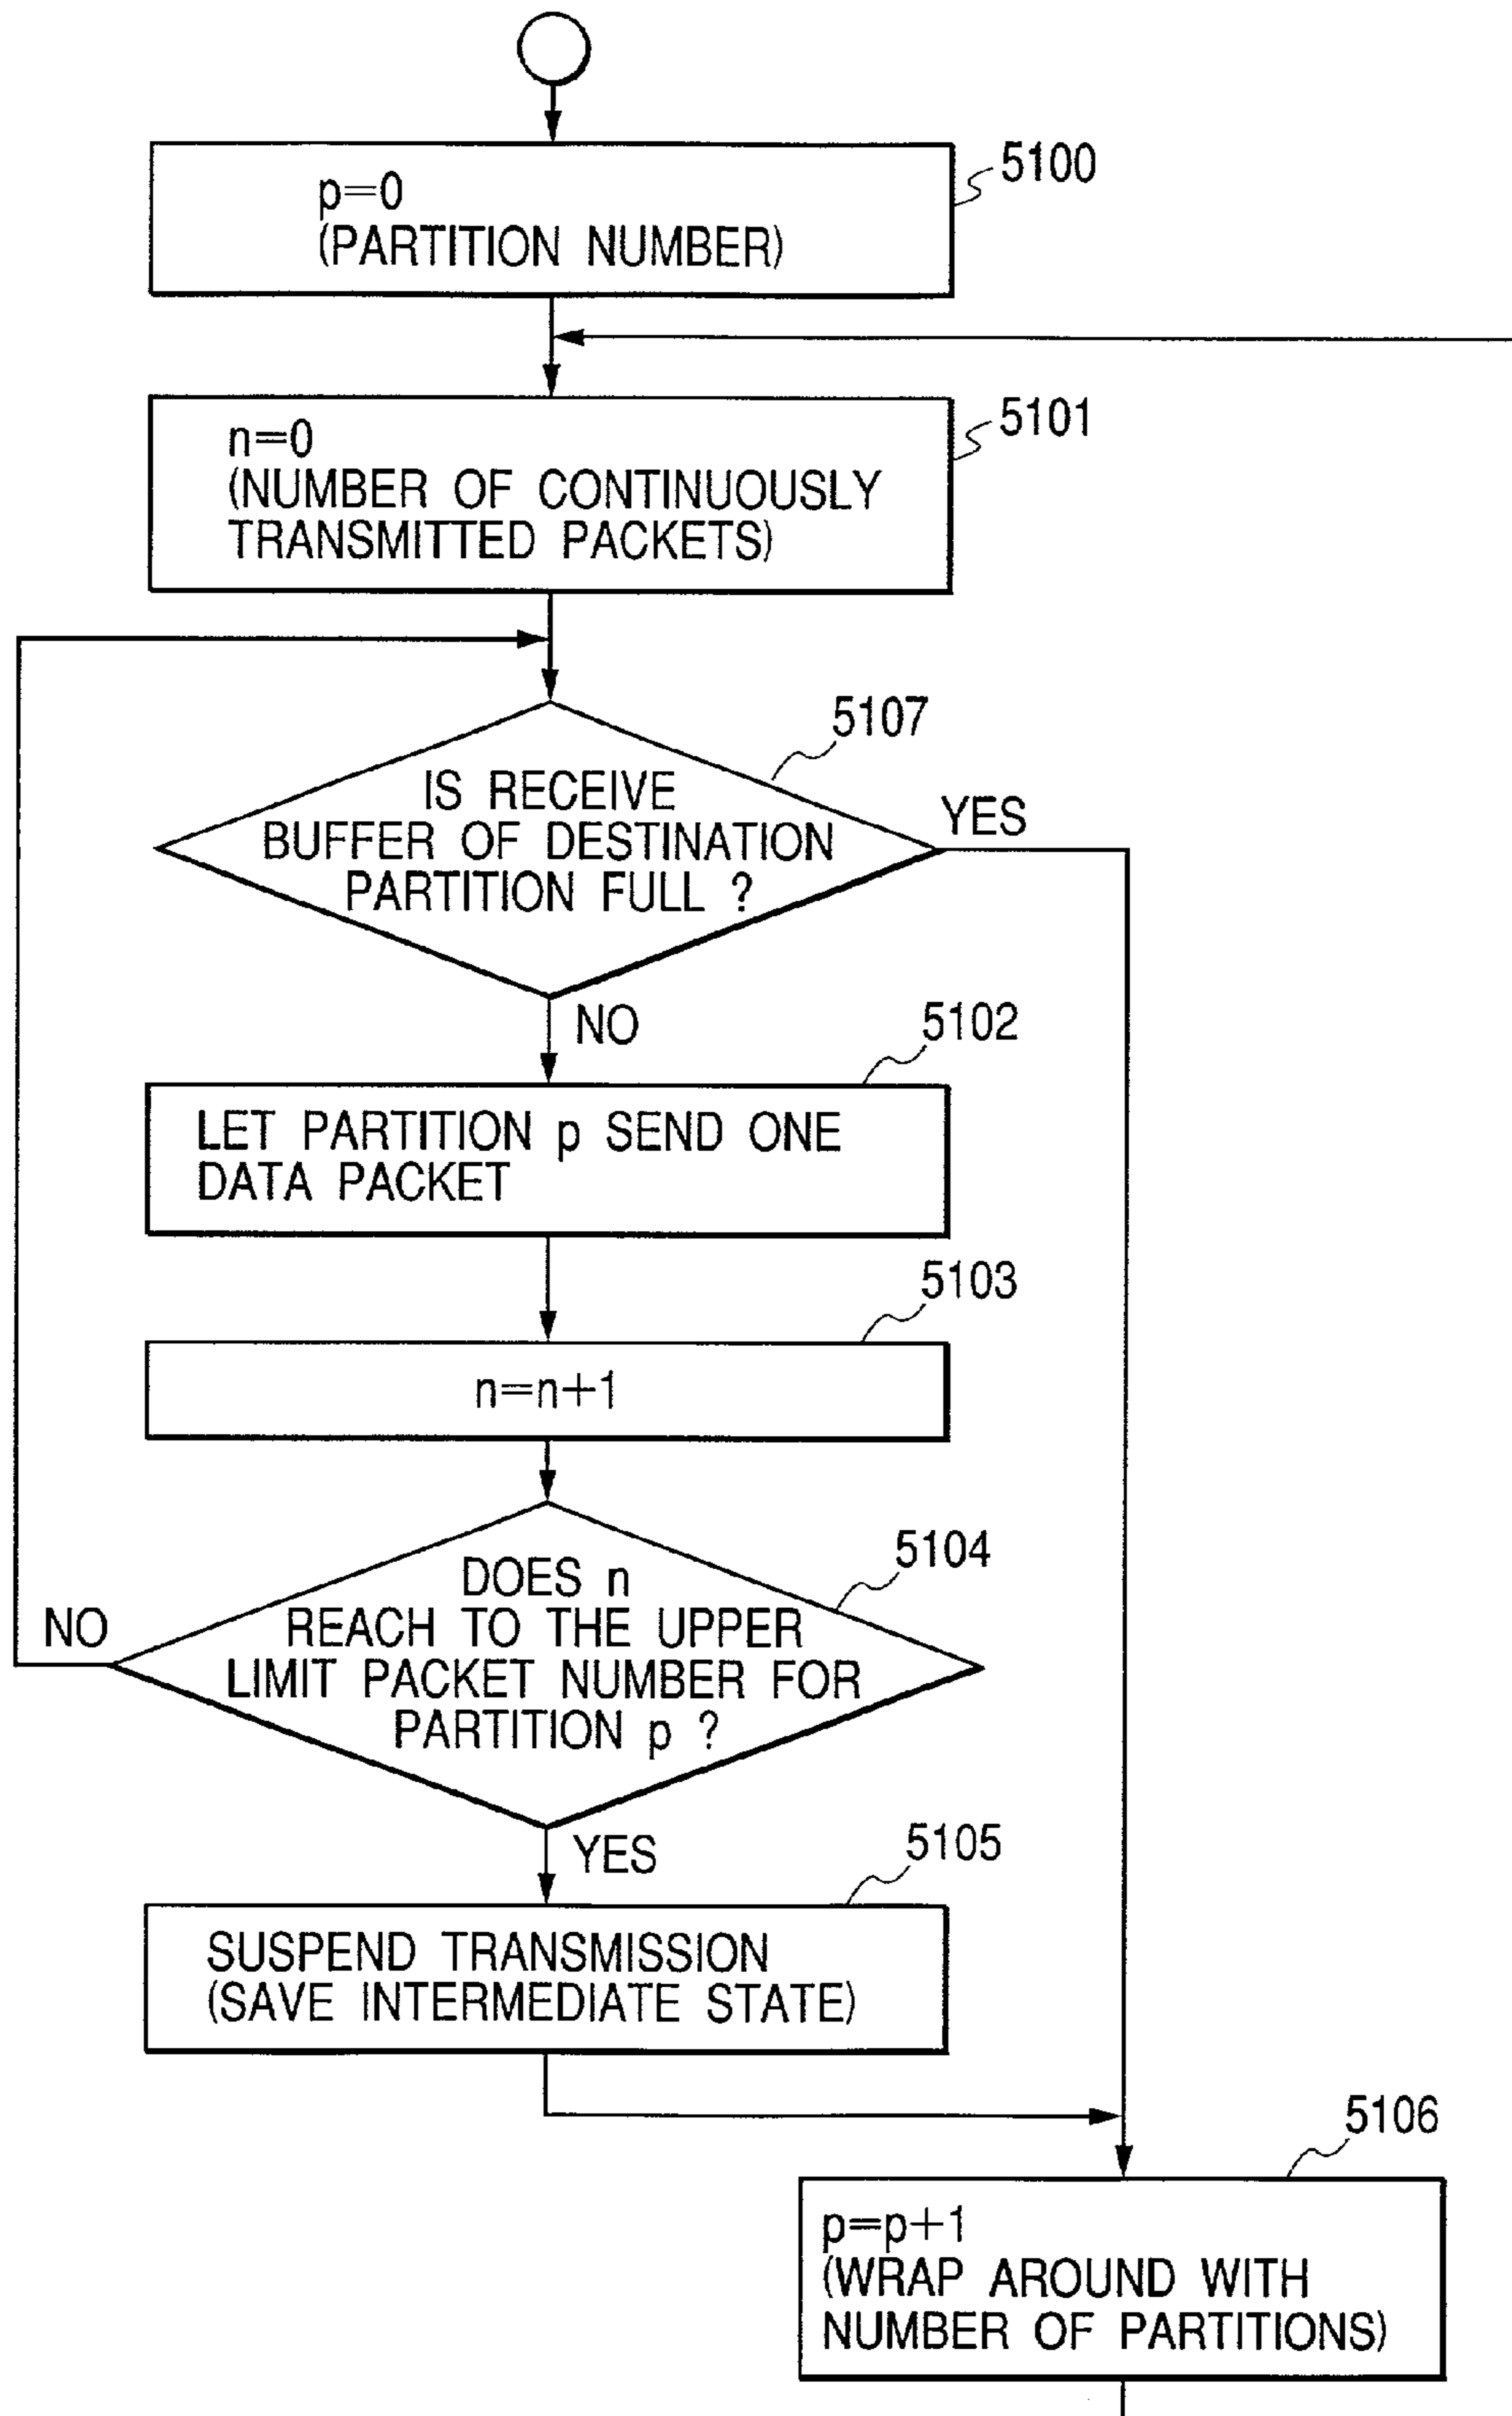 5100
p=0
(PARTITION NUMBER)
5101
n=0
(NUMBER OF CONTINUOUSLY
TRANSMITTED PACKETS)
5107
IS RECEIVE
BUFFER OF DESTINATION
PARTITION FULL ?
YES
NO
5102
LET PARTITION p SEND ONE
DATA PACKET
5103
n=n+1
5104
DOES n
REACH TO THE UPPER
LIMIT PACKET NUMBER FOR
PARTITION p ?
NO
YES
5105
SUSPEND TRANSMISSION
(SAVE INTERMEDIATE STATE)
5106
p=p+1
(WRAP AROUND WITH
NUMBER OF PARTITIONS)